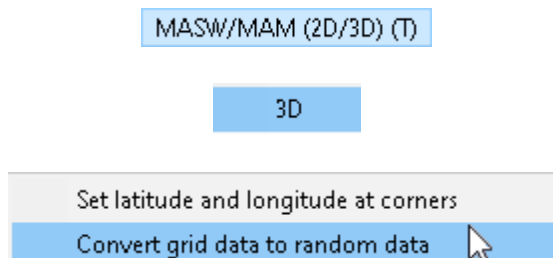 MASW/MAM (2D/3D) (T)
3D
Set latitude and longitude at corners
Convert grid data to random data